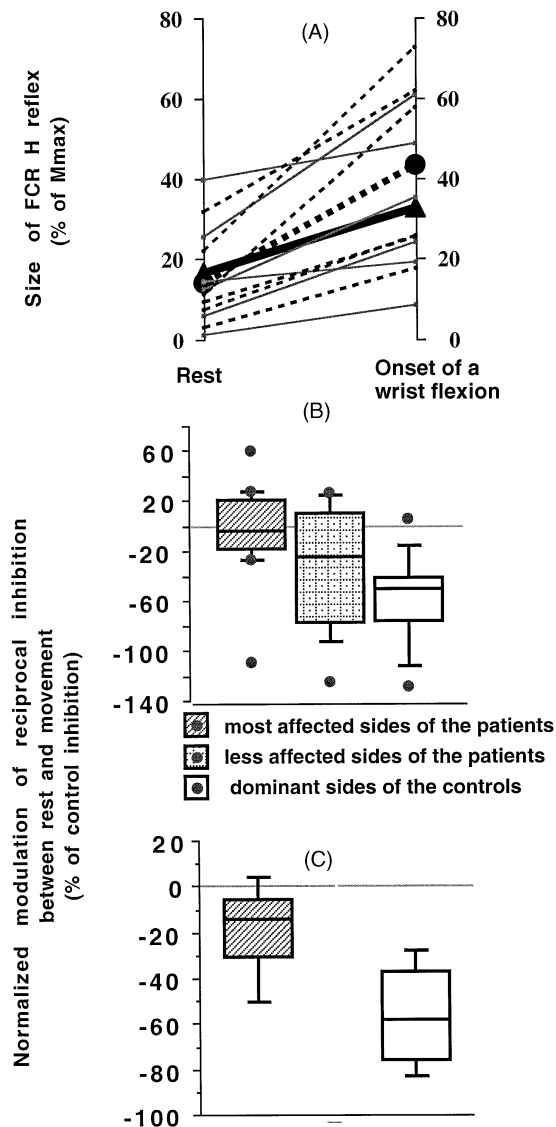 (A)
80
60
40
20
0
80
60
40
20
0
Size of FCR H reflex
(% of Mmax)
Rest
Onset of a
wrist flexion
(B)
60
20
-20
-60
-100
-140
most affected sides of the patients
less affected sides of the patients
dominant sides of the controls
Normalized modulation of reciprocal inhibition
between rest and movement
(% of control inhibition)
(C)
20
0
-20
-40
-60
-80
-100